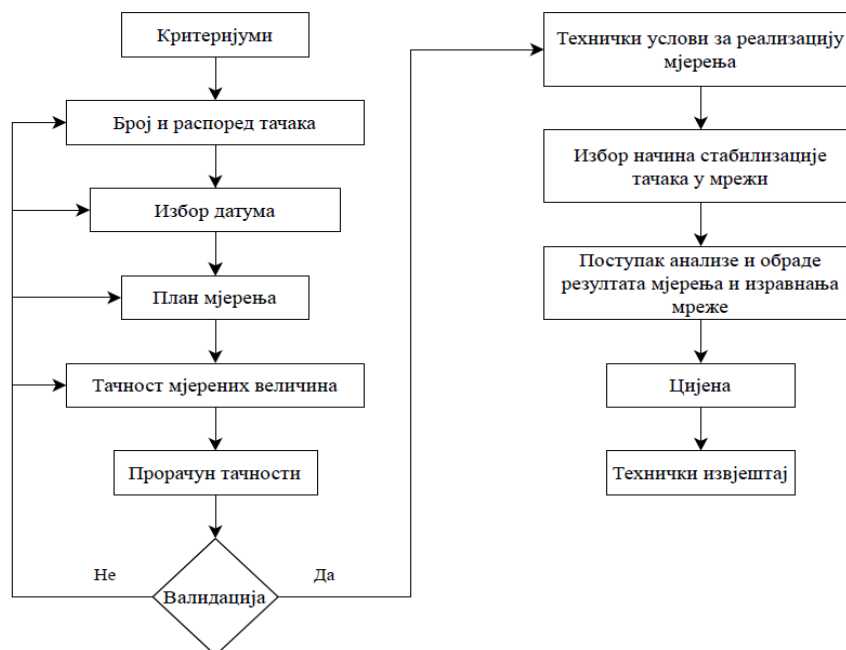 Критеријуми
Број и распоред тачака
Избор датума
План мјерења
Тачност мјерених величина
Прорачун тачности
Не
Да
Валидација
Технички услови за реализацију
мјерења
Избор начина стабилизације
тачака у мрежи
Поступак анализе и обраде
резултата мјерења и изравнања
мреже
Цијена
Технички извјештај